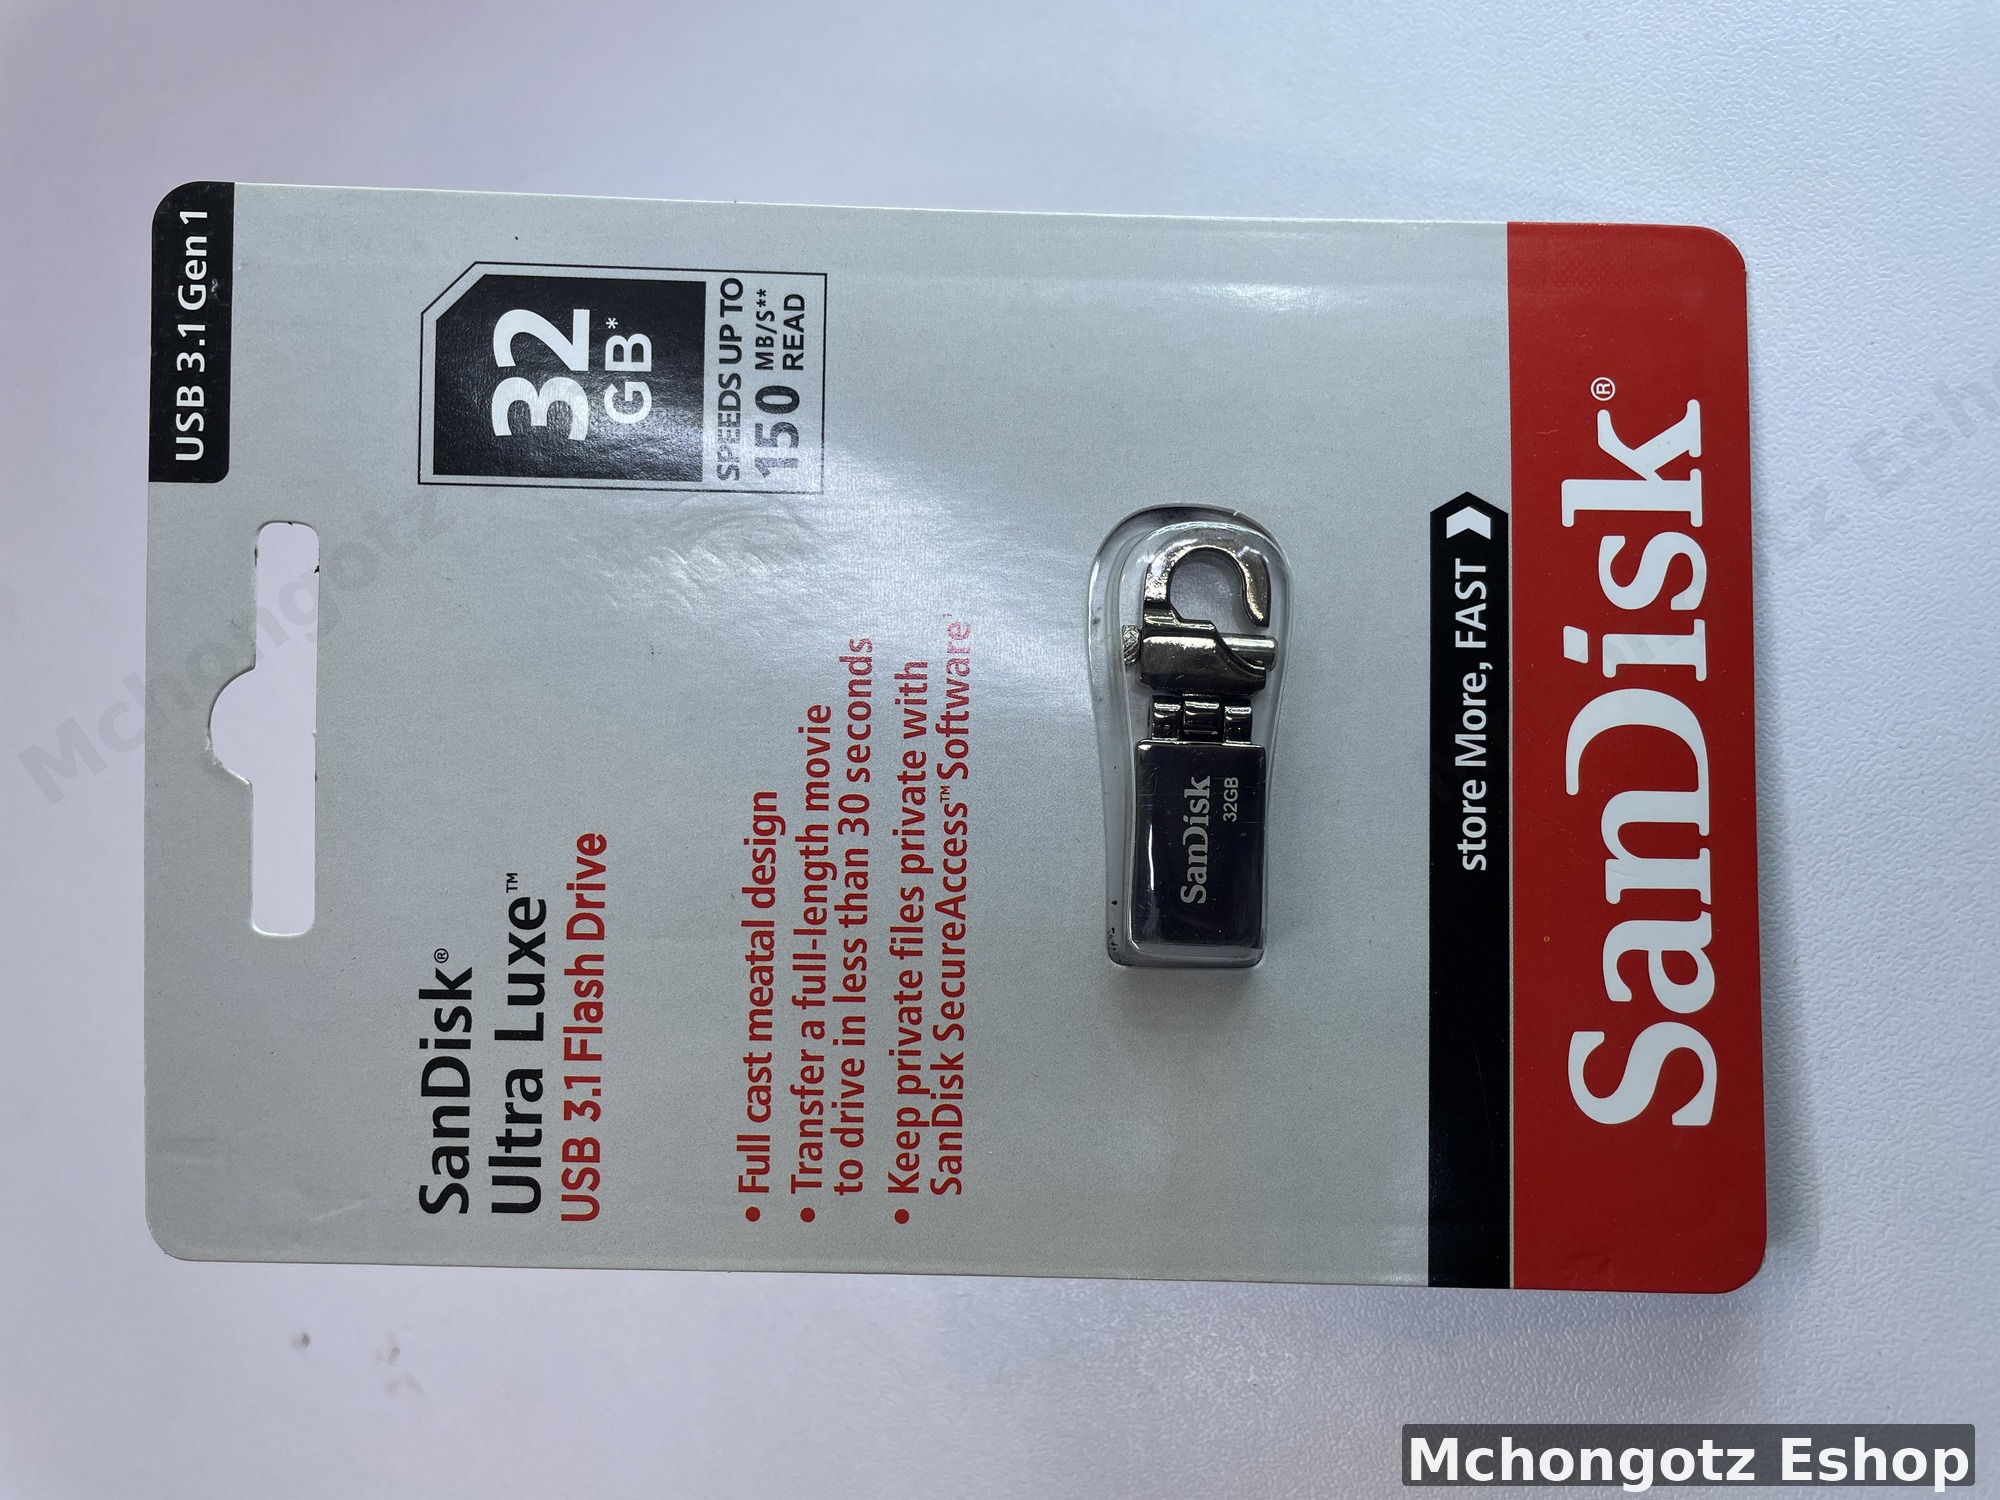 USB 3.1 Gen 1
32
GB*
SPEEDS UP TO
150 MB/S**
READ
SanDisk®
Ultra Luxe™
USB 3.1 Flash Drive
• Full cast meatal design
• Transfer a full-length movie
to drive in less than 30 seconds
• Keep private files private with
SanDisk SecureAccess™ Software
SanDisk
32GB
store More, FAST
SanDisk®
Mchongotz
Mchongotz Eshop